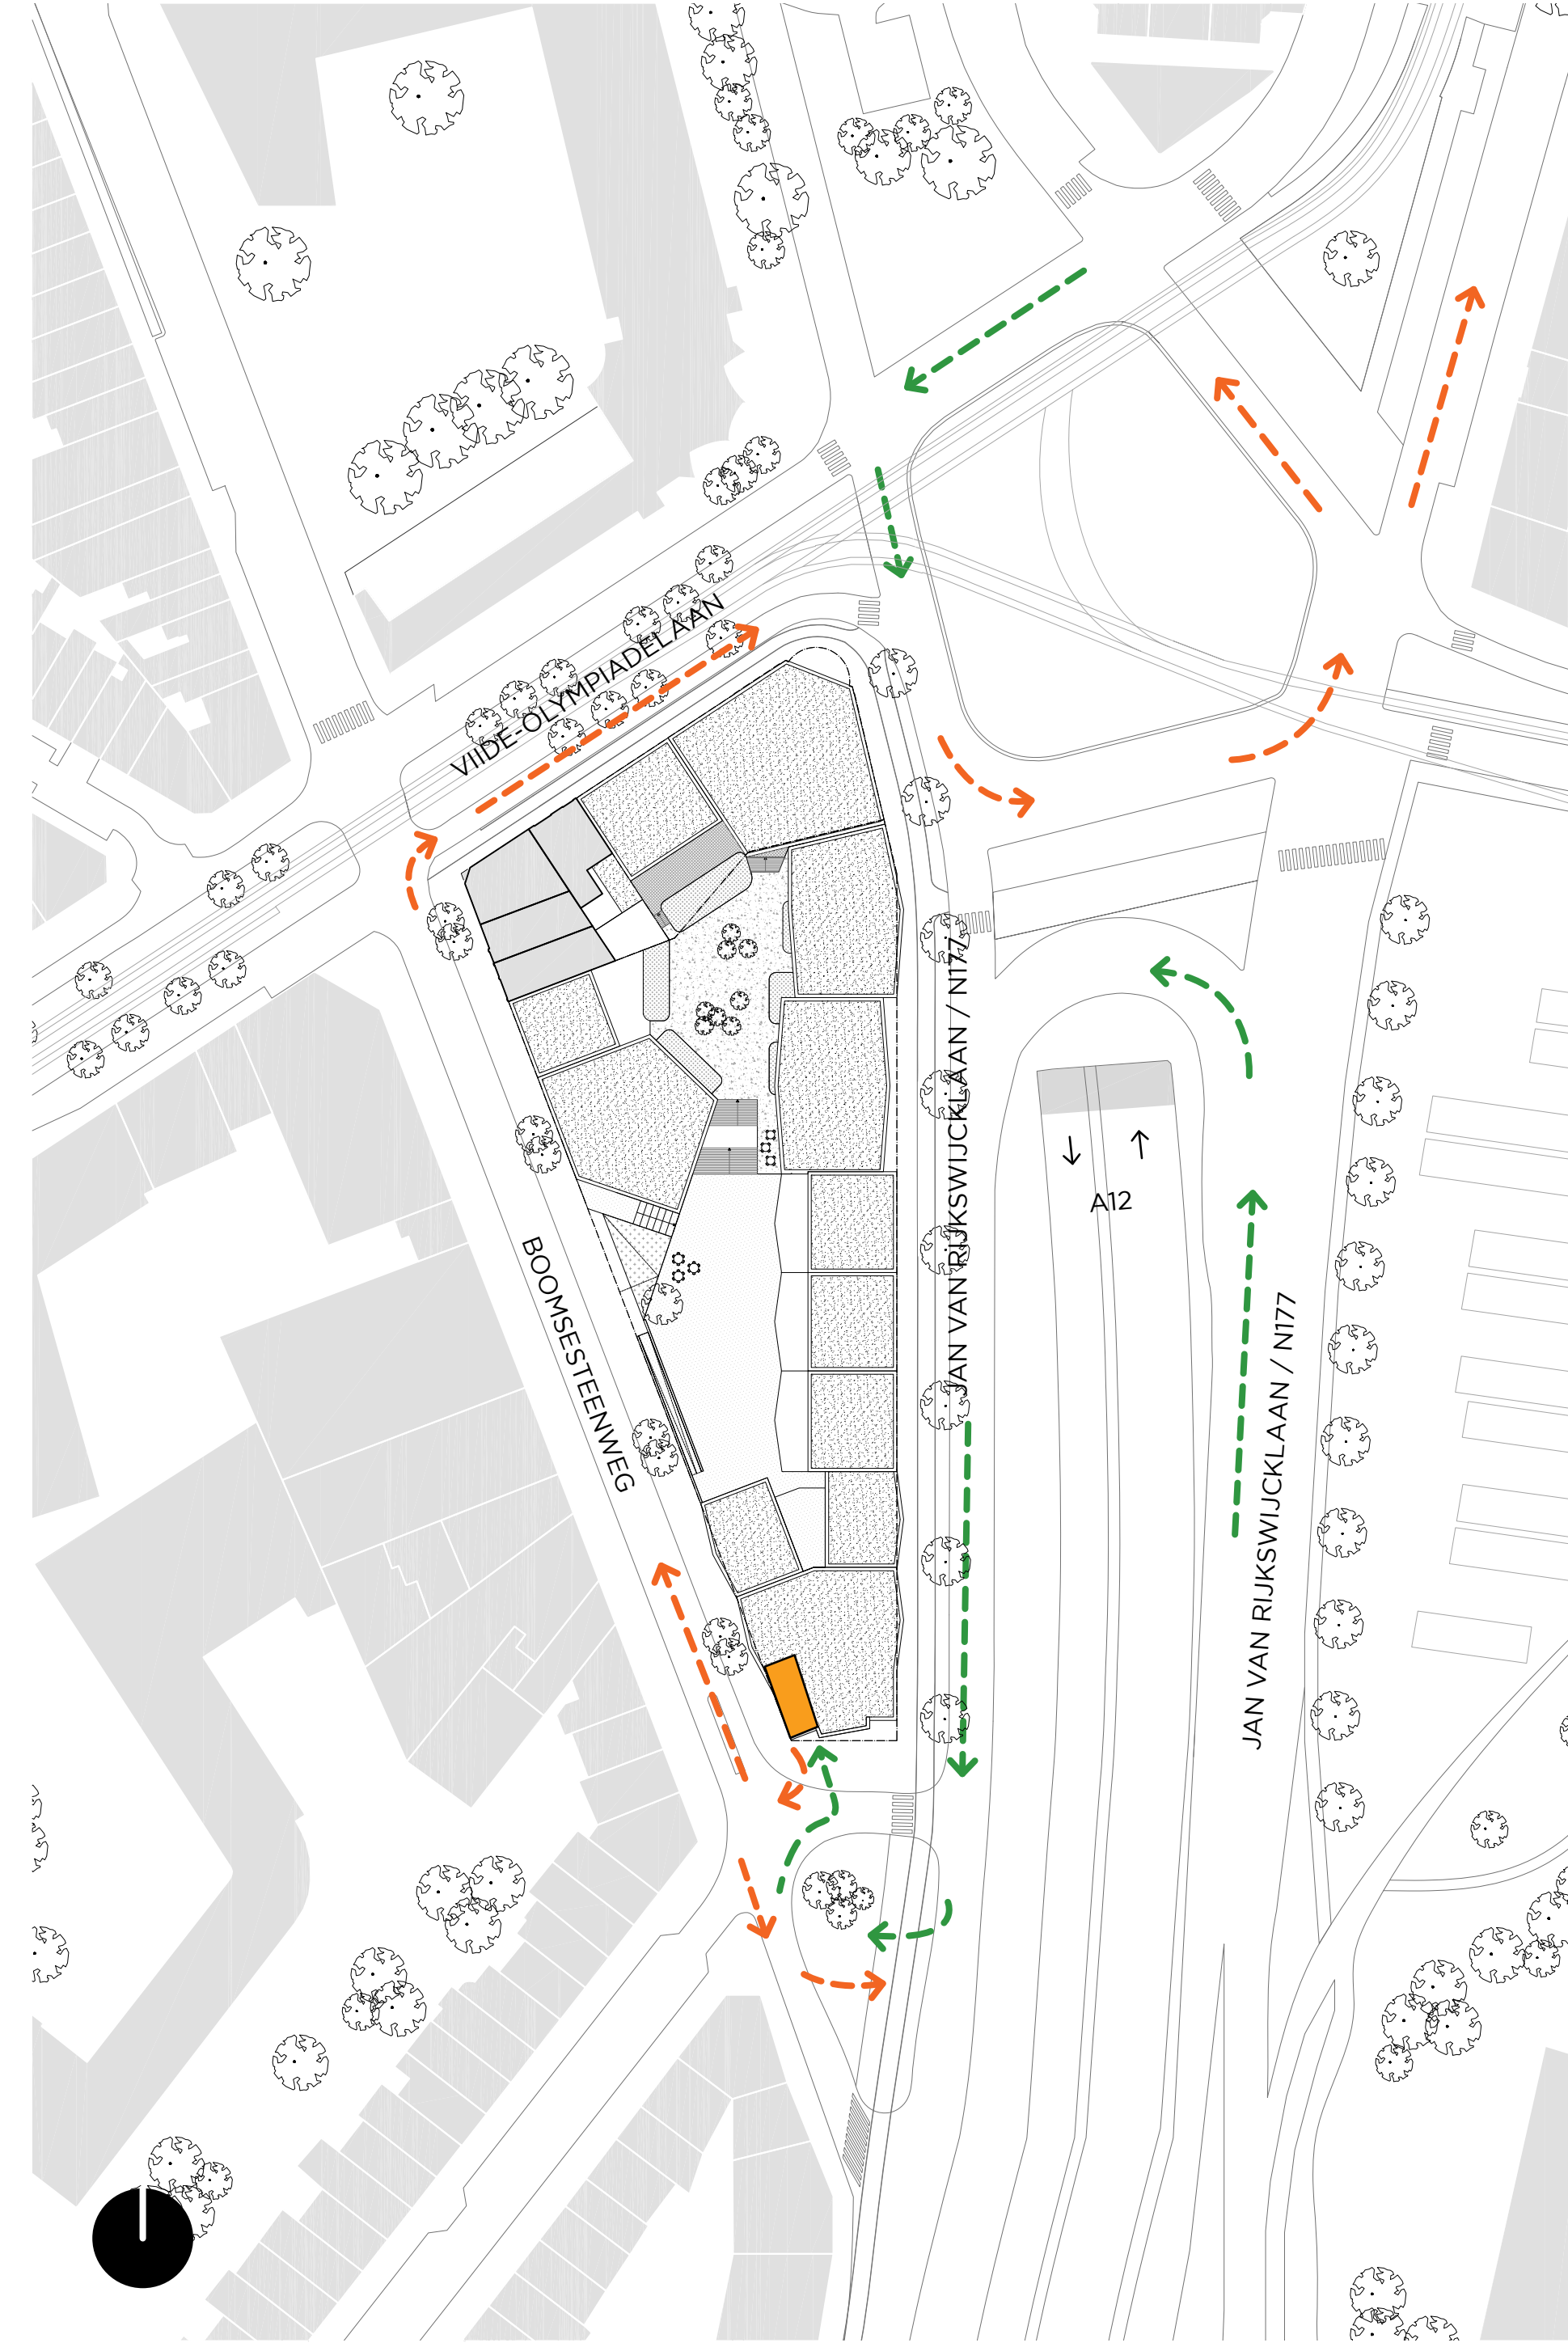 VIIDE-OLYMPIADELAAN
JAN VAN RIJKSWIJCKLAAN / N177
A12
BOOMSESTEENWEG
JAN VAN RIJKSWIJCKLAAN / N177